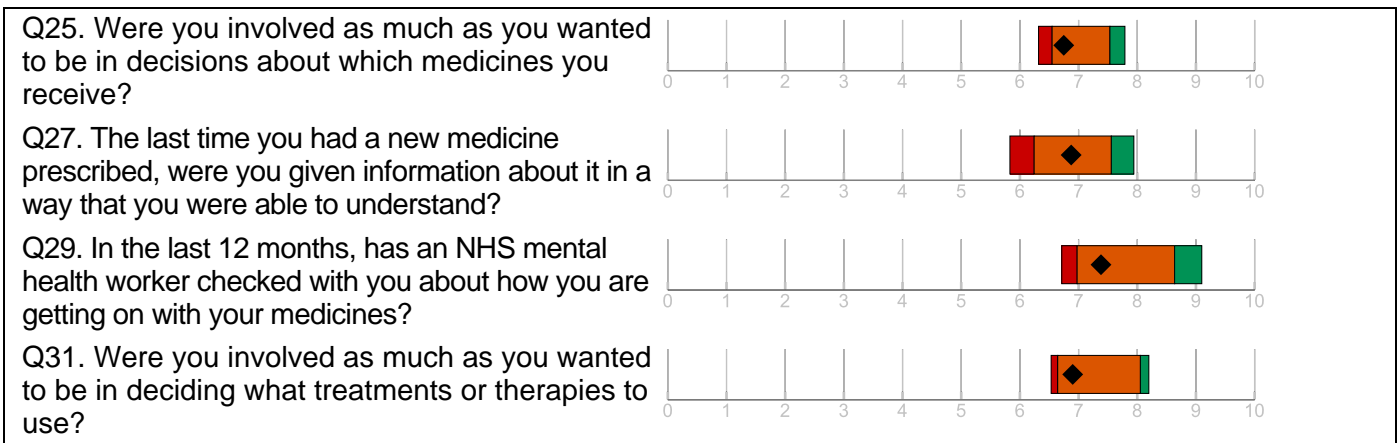 Q25. Were you involved as much as you wanted
to be in decisions about which medicines you
receive?
0 1 2 3 4 5 6 7 8 9 10
Q27. The last time you had a new medicine
prescribed, were you given information about it in a
way that you were able to understand?
0 1 2 3 4 5 6 7 8 9 10
Q29. In the last 12 months, has an NHS mental
health worker checked with you about how you are
getting on with your medicines?
0 1 2 3 4 5 6 7 8 9 10
Q31. Were you involved as much as you wanted
to be in deciding what treatments or therapies to
use?
0 1 2 3 4 5 6 7 8 9 10